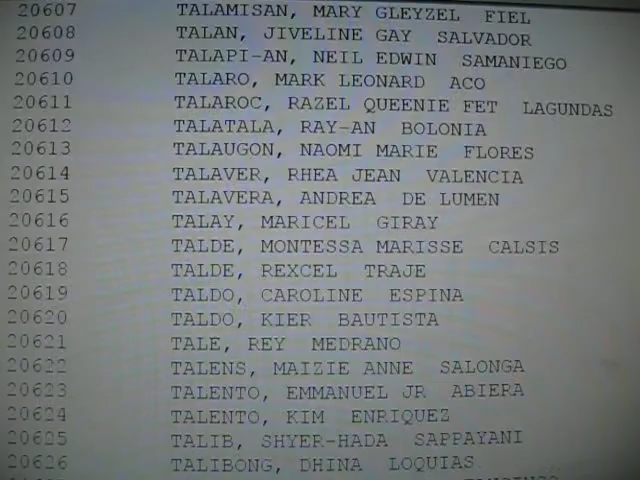 20607 TALAMISAN, MARY GLEYZEL FIEL
20608 TALAN, JIVELINE GAY SALVADOR
20609 TALAPI-AN, NEIL EDWIN SAMANIEGO
20610 TALARO, MARK LEONARD ACO
20611 TALAROC, RAZEL QUEENIE FET LAGUNDAS
20612 TALATALA, RAY-AN BOLONIA
20613 TALAUGON, NAOMI MARIE FLORES
20614 TALAVER, RHEA JEAN VALENCIA
20615 TALAVERA, ANDREA DE LUMEN
20616 TALAY, MARICEL GIRAY
20617 TALDE, MONTESSA MARISSE CALSIS
20618 TALDE, REXCEL TRAJE
20619 TALDO, CAROLINE ESPINA
20620 TALDO, KIER BAUTISTA
20621 TALE, REY MEDRANO
20622 TALENS, MAIZIE ANNE SALONGA
20623 TALENTO, EMMANUEL JR ABIERA
20624 TALENTO, KIM ENRIQUEZ
20625 TALIB, SHYER-HADA SAPPAYANI
20626 TALIBONG, DHINA LOQUIAS